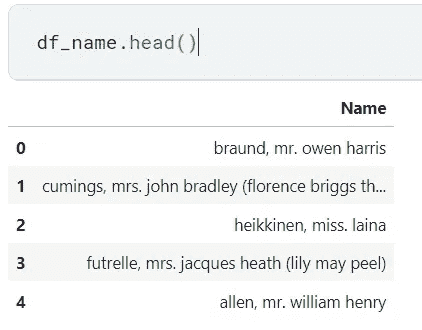 df_name.head()
Name
0 braund, mr. owen harris
1 cumings, mrs. john bradley (florence briggs th...
2 heikkinen, miss. laina
3 futrelle, mrs. jacques heath (lily may peel)
4 allen, mr. william henry